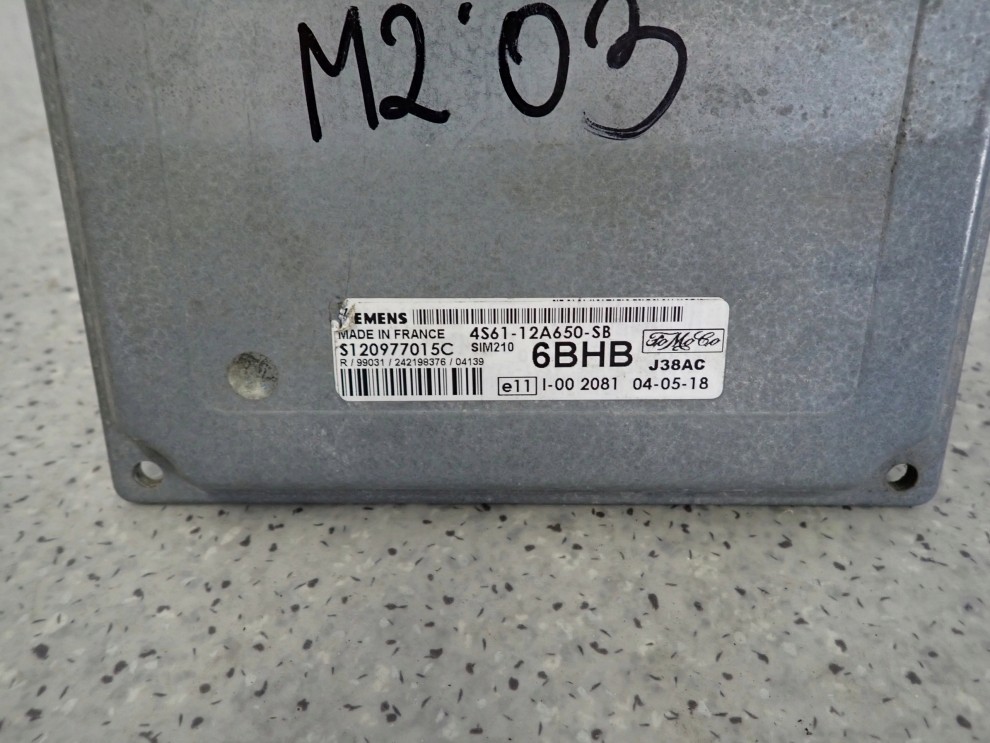 M2'03
EMENS
MADE IN FRANCE 4S61-12A650-SB
S120977015C SIM210 6BHB FoMoCo
R / 99031 / 242198376 / 04139 J38AC
e11 I-00 2081 04-05-18